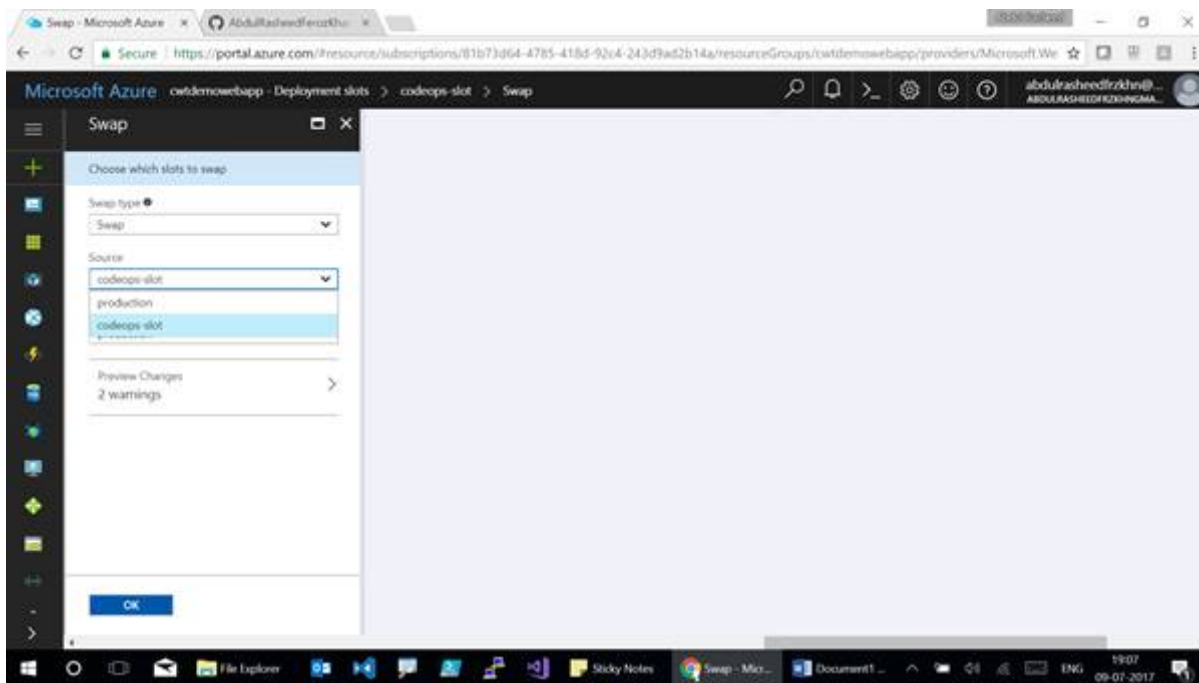 Swap - Microsoft Azure
AbdulRasheedFerozKha
Secure
https://portal.azure.com/#resource/subscriptions/81b73d64-4785-418d-92c4-243d9ad2b14a/resourceGroups/cwtdemowebapp/providers/Microsoft.We
Microsoft Azure cwtdemowebapp - Deployment slots > codeops-slot > Swap
abdulrasheedfrzkhn@...
ABDULRASHEEDFRZKHNGMA...
Swap
Choose which slots to swap
Swap type
Swap
Source
codeops-slot
production
codeops-slot
Preview Changes
2 warnings
OK
File Explorer
Sticky Notes
Swap - Micr...
Document1 ...
ENG
19:07
09-07-2017